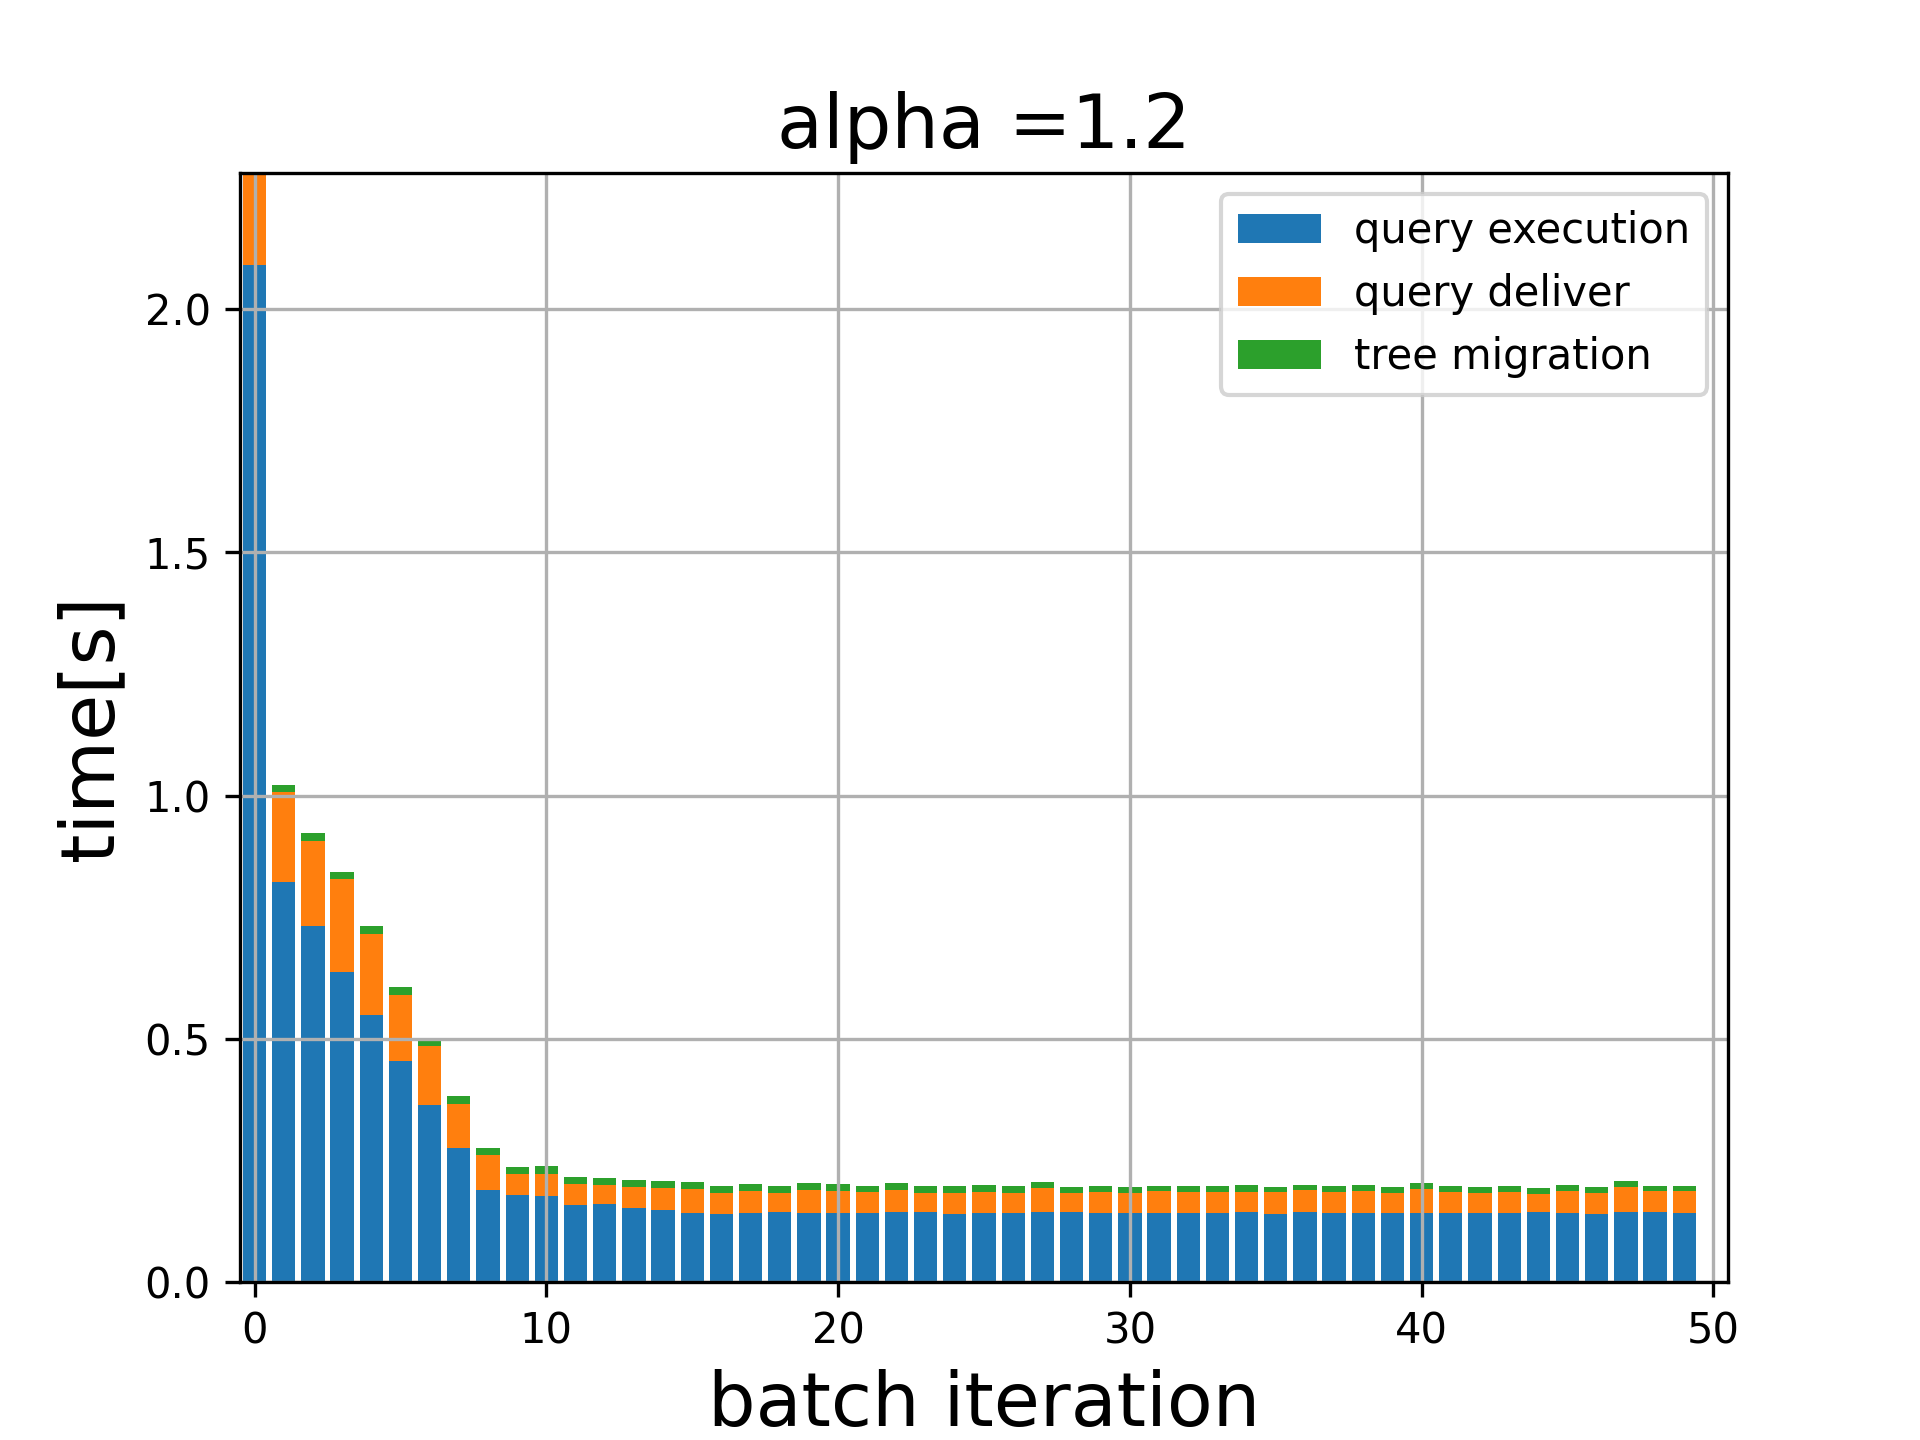 alpha =1.2
query execution
query deliver
tree migration
2.0
1.5
1.0
0.5
0.0
time[s]
0 10 20 30 40 50
batch iteration